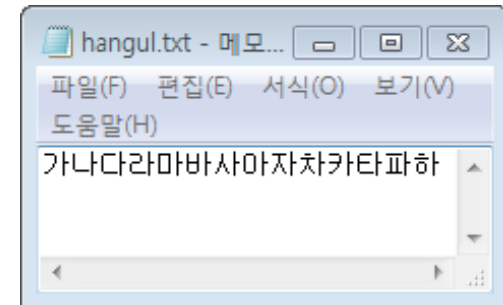 hangul.txt - 메모...
파일(F) 편집(E) 서식(O) 보기(V)
도움말(H)
가나다라마바사아자차카타파하